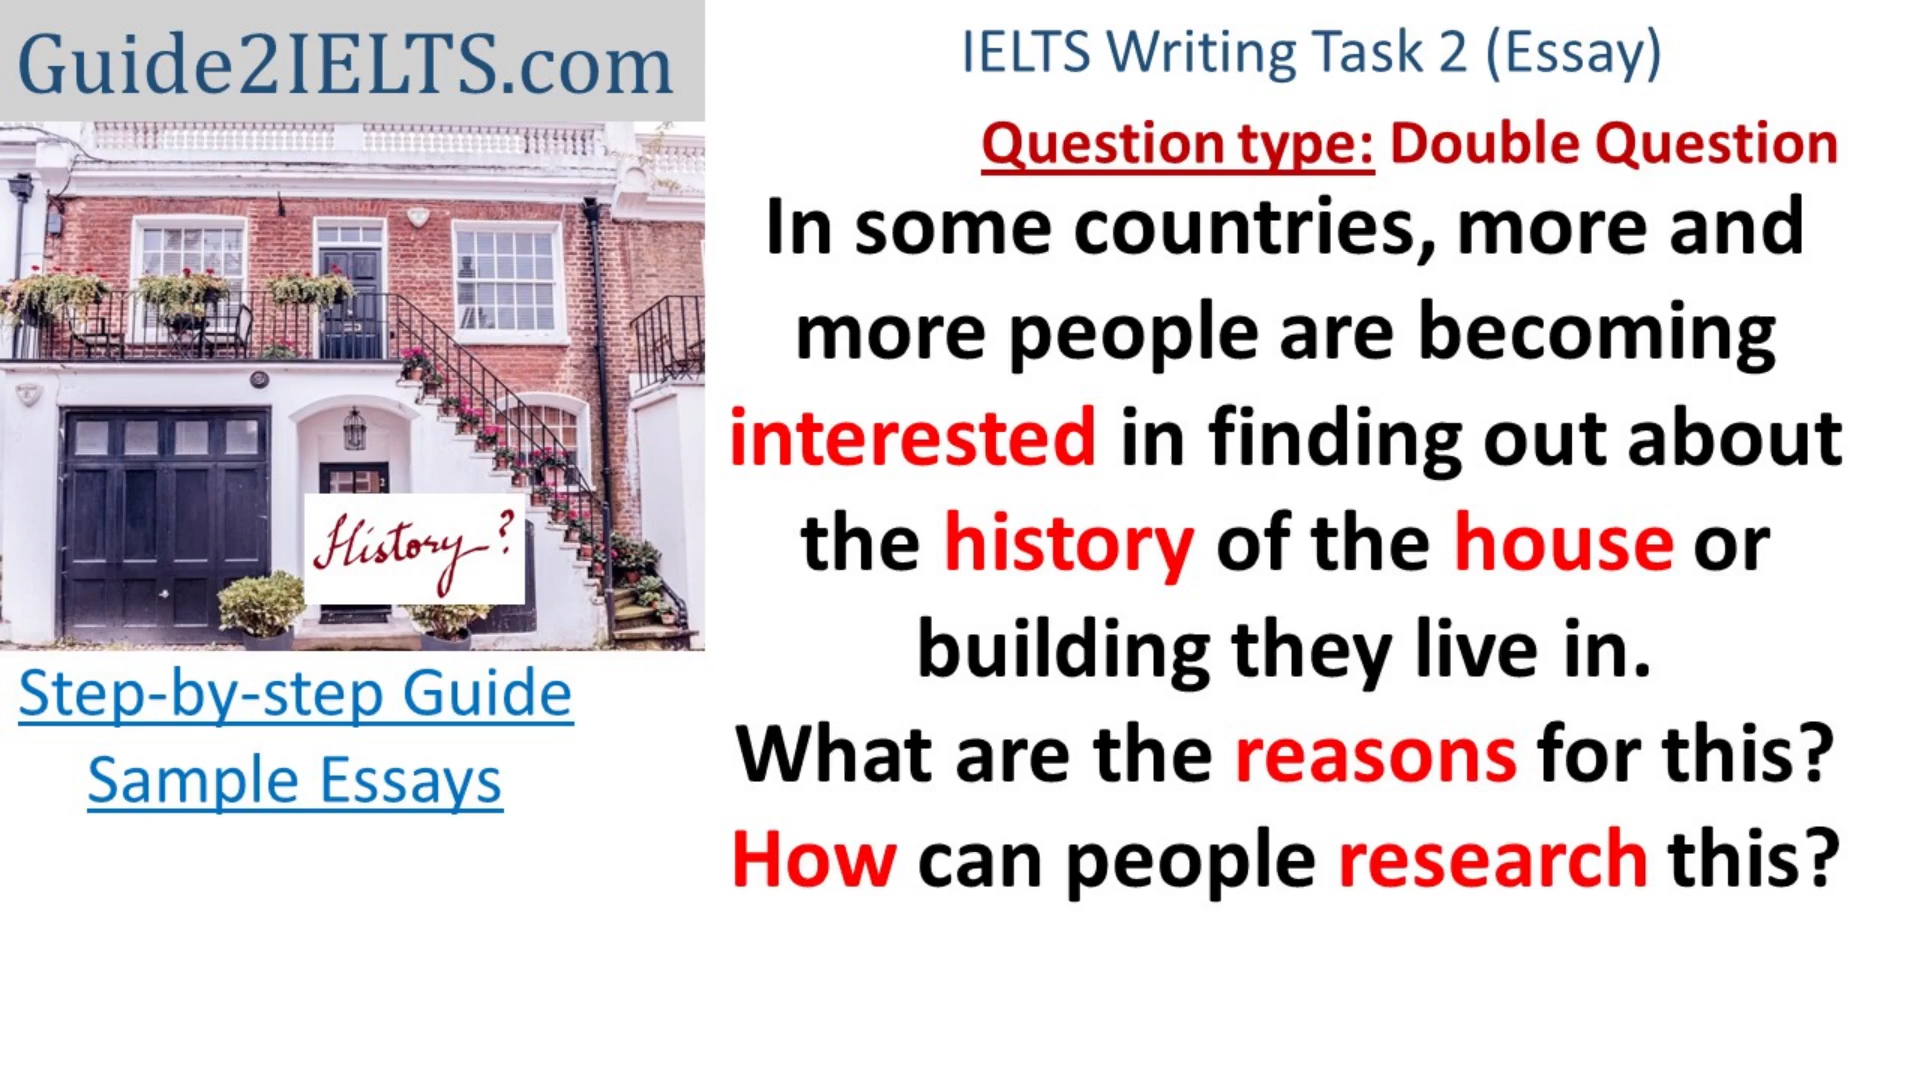 Guide2IELTS.com
History?
Step-by-step Guide
Sample Essays
IELTS Writing Task 2 (Essay)
Question type: Double Question
In some countries, more and
more people are becoming
interested in finding out about
the history of the house or
building they live in.
What are the reasons for this?
How can people research this?